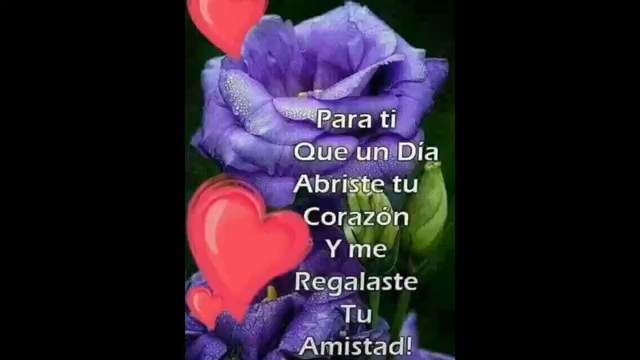 Para ti
Que un Día
Abriste tu
Corazón
Y me
Regalaste
Tu
Amistad!